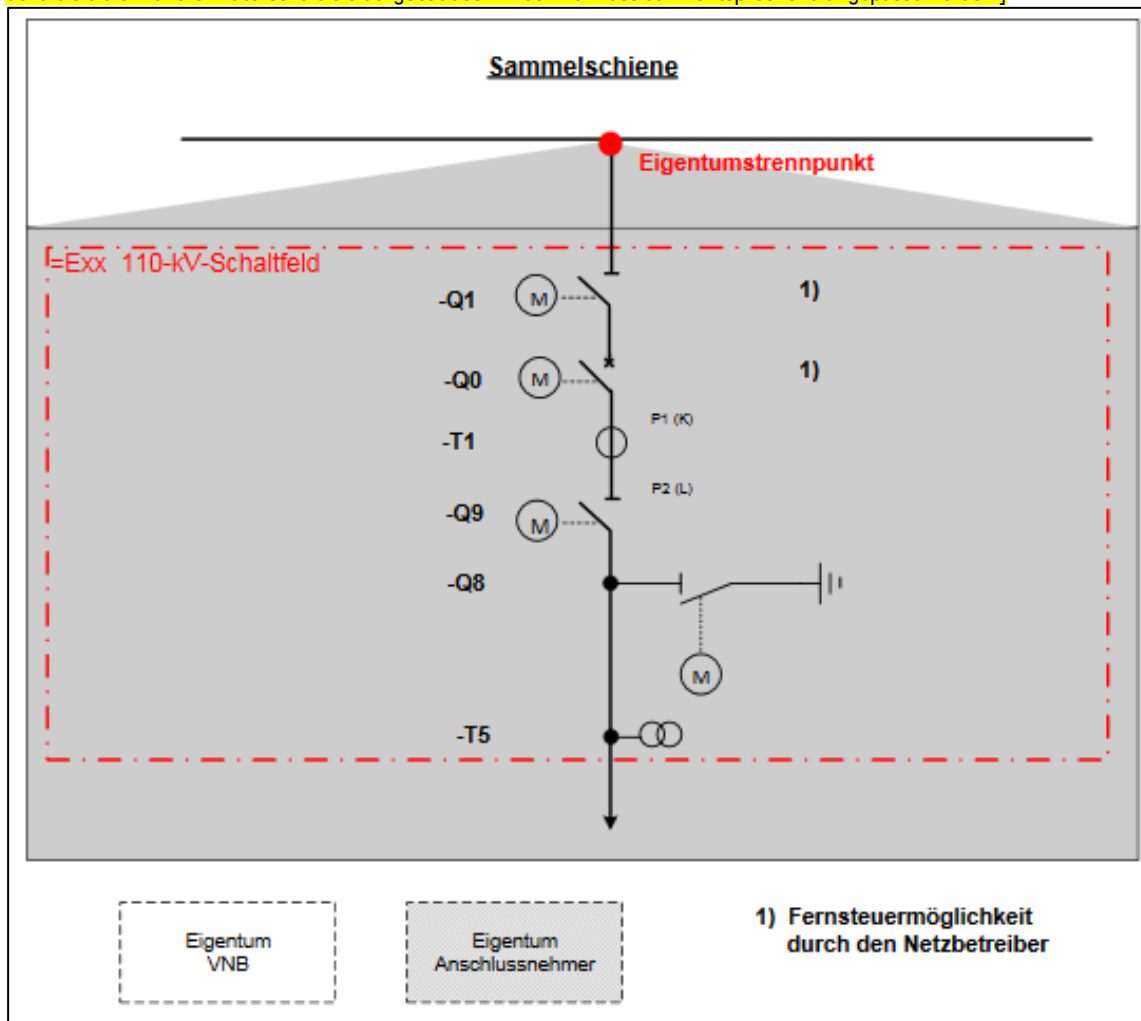 Sammelschiene
Eigentumstrennpunkt
=Exx 110-kV-Schaltfeld
-Q1 M 1)
-Q0 M 1)
P1 (K)
-T1
P2 (L)
-Q9 M
-Q8
M
-T5
Eigentum
VNB
Eigentum
Anschlussnehmer
1) Fernsteuermöglichkeit
durch den Netzbetreiber